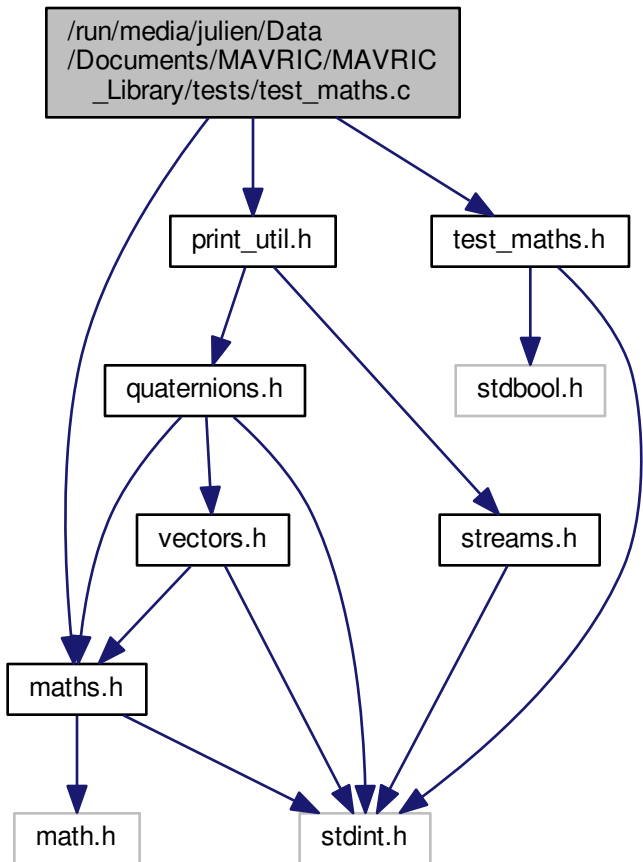 /run/media/julien/Data
/Documents/MAVRIC/MAVRIC
_Library/tests/test_maths.c
print_util.h
test_maths.h
quaternions.h
stdbool.h
vectors.h
streams.h
maths.h
math.h
stdint.h